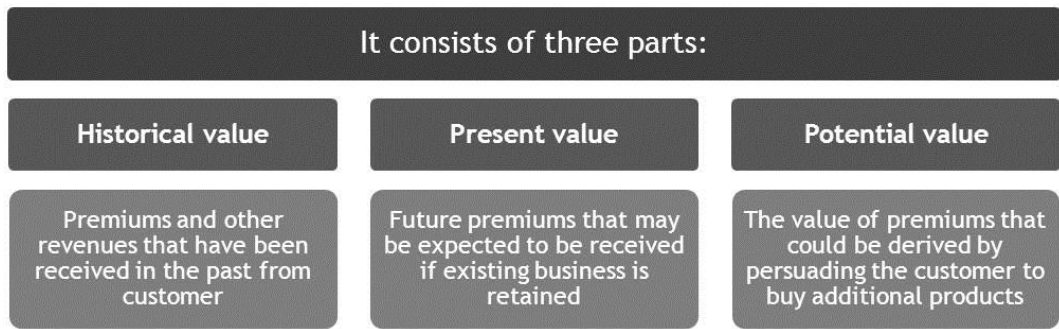 It consists of three parts:
Historical value
Present value
Potential value
Premiums and other
revenues that have been
received in the past from
customer
Future premiums that may
be expected to be received
if existing business is
retained
The value of premiums that
could be derived by
persuading the customer to
buy additional products